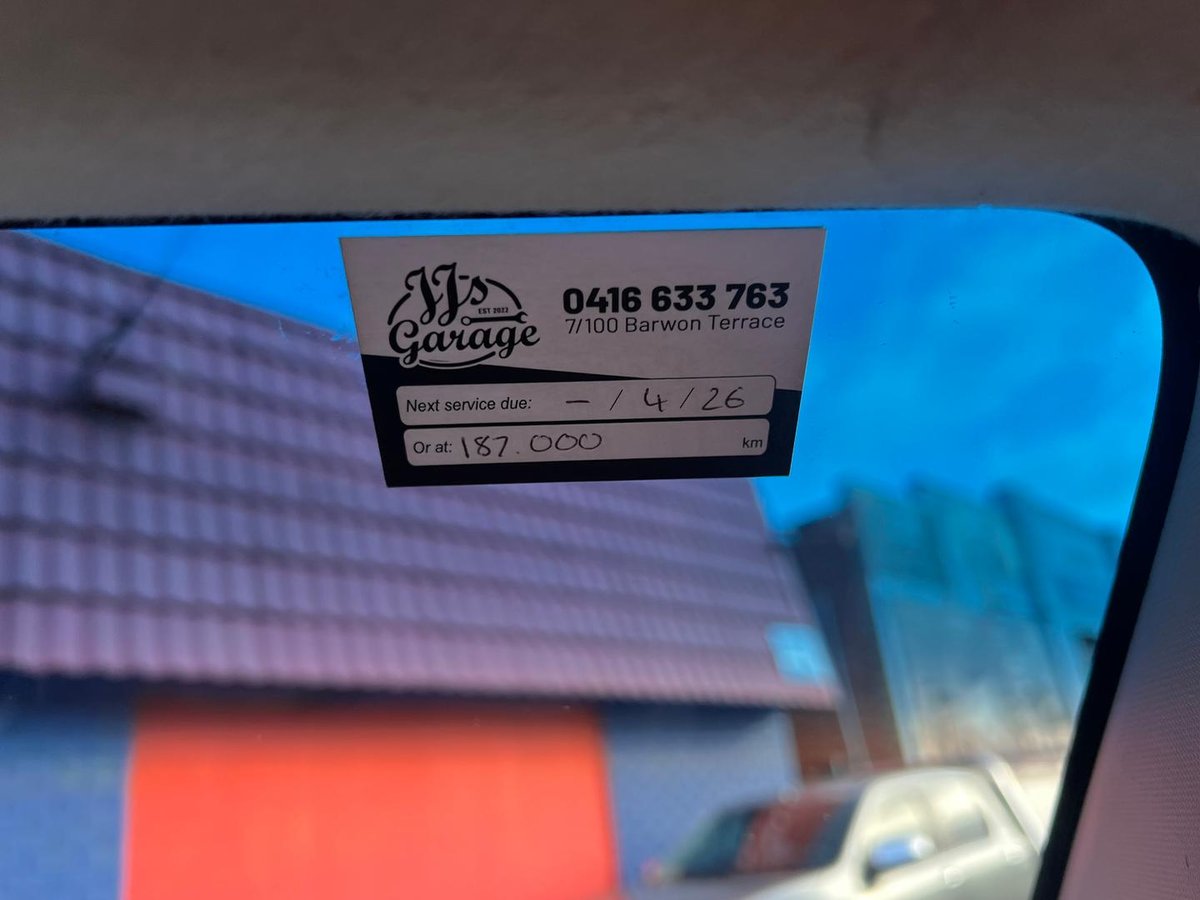 JJ's
EST 2022
Garage
0416 633 763
7/100 Barwon Terrace
Next service due: - / 4 / 26
Or at: 187.000 km